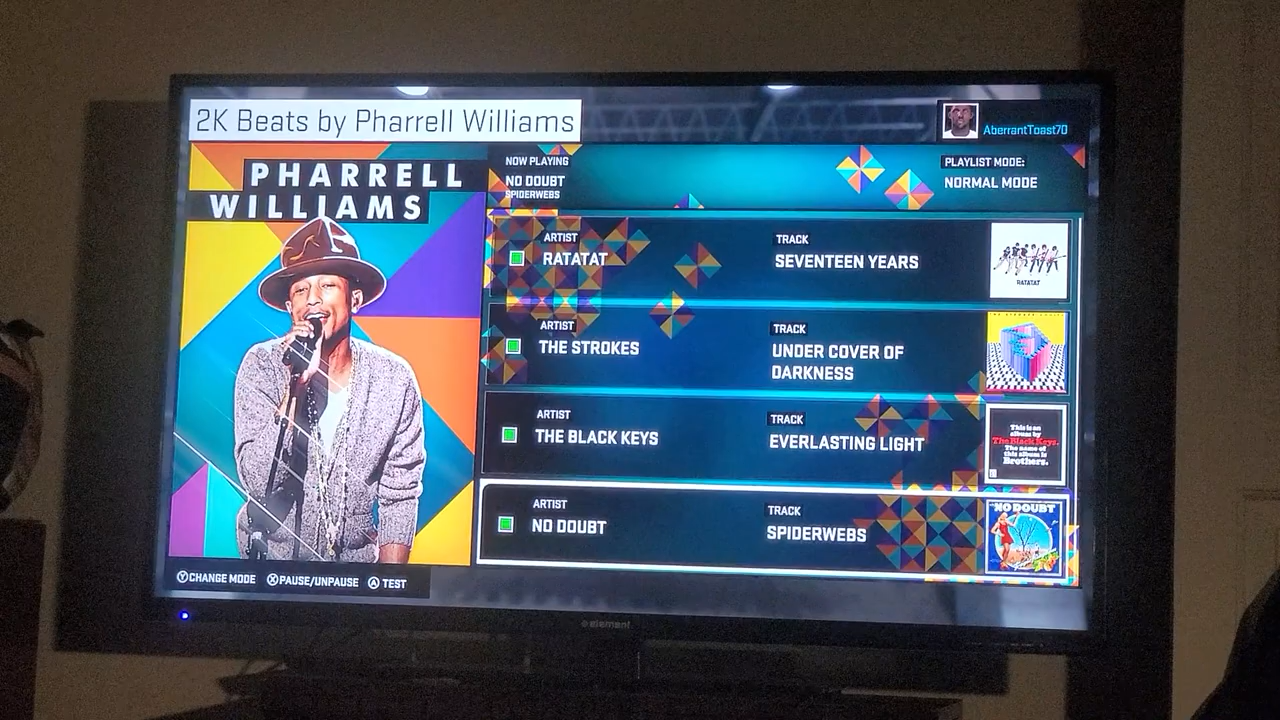 2K Beats by Pharrell Williams
AberrantToast70
PHARRELL
WILLIAMS
NOW PLAYING
NO DOUBT
SPIDERWEBS
PLAYLIST MODE:
NORMAL MODE
ARTIST
RATATAT
TRACK
SEVENTEEN YEARS
RATATAT
ARTIST
THE STROKES
TRACK
UNDER COVER OF
DARKNESS
ARTIST
THE BLACK KEYS
TRACK
EVERLASTING LIGHT
This is an
album by
The Black Keys.
The name of
this album is
Brothers.
ARTIST
NO DOUBT
TRACK
SPIDERWEBS
NO DOUBT
Y CHANGE MODE X PAUSE/UNPAUSE A TEST
element